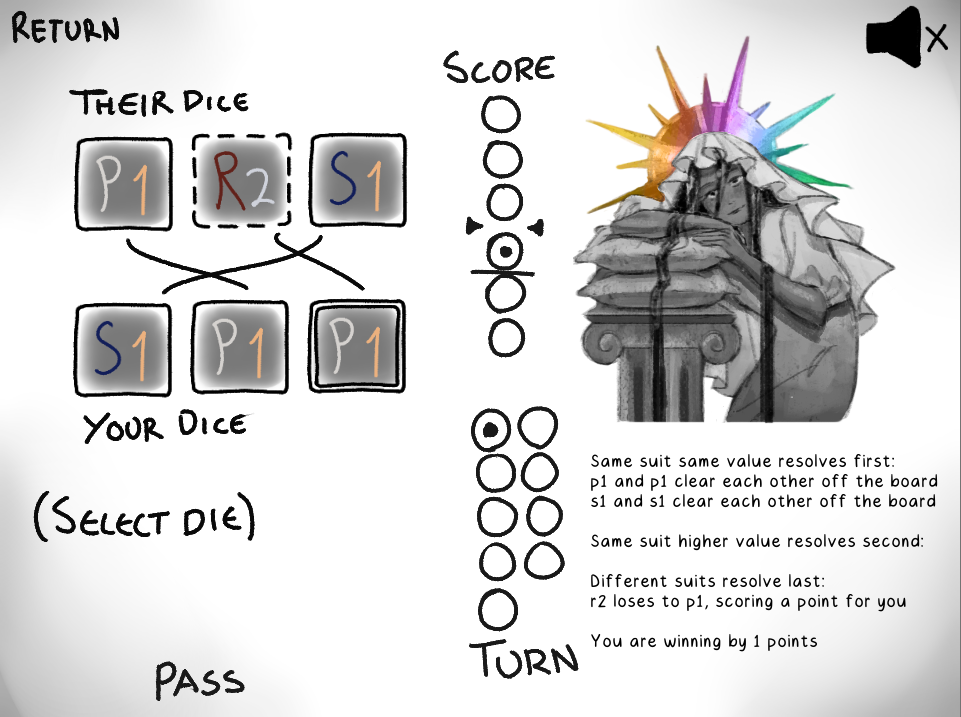 RETURN
X
SCORE
THEIR DICE
P1 R2 S1
S1 P1 P1
YOUR DICE
(SELECT DIE)
PASS
TURN
Same suit same value resolves first:
p1 and p1 clear each other off the board
s1 and s1 clear each other off the board
Same suit higher value resolves second:
Different suits resolve last:
r2 loses to p1, scoring a point for you
You are winning by 1 points